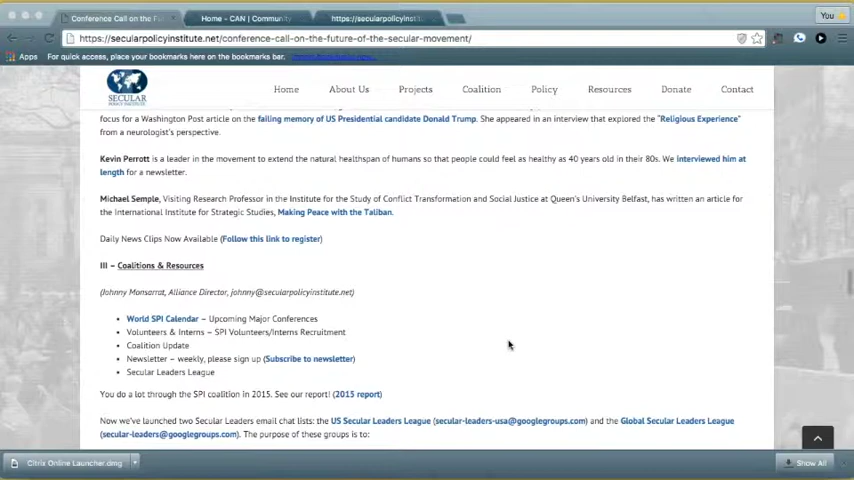 Conference Call on the Fu
Home – CAN | Communit
https://secularpolicyinstit
You
https://secularpolicyinstitute.net/conference-call-on-the-future-of-the-secular-movement/
Apps
For quick access, place your bookmarks here on the bookmarks bar.
SECULAR
POLICY INSTITUTE
Home
About Us
Projects
Coalition
Policy
Resources
Donate
Contact
focus for a Washington Post article on the failing memory of US Presidential candidate Donald Trump. She appeared in an interview that explored the "Religious Experience"
from a neurologist's perspective.
Kevin Perrott is a leader in the movement to extend the natural healthspan of humans so that people could feel as healthy as 40 years old in their 80s. We interviewed him at
length for a newsletter.
Michael Semple, Visiting Research Professor in the Institute for the Study of Conflict Transformation and Social Justice at Queen's University Belfast, has written an article for
the International Institute for Strategic Studies, Making Peace with the Taliban.
Daily News Clips Now Available (Follow this link to register)
III – Coalitions & Resources
(Johnny Monsarrat, Alliance Director, johnny@secularpolicyinstitute.net)
• World SPI Calendar – Upcoming Major Conferences
• Volunteers & Interns – SPI Volunteers/Interns Recruitment
• Coalition Update
• Newsletter – weekly, please sign up (Subscribe to newsletter)
• Secular Leaders League
You do a lot through the SPI coalition in 2015. See our report! (2015 report)
Now we've launched two Secular Leaders email chat lists: the US Secular Leaders League (secular-leaders-usa@googlegroups.com) and the Global Secular Leaders League
(secular-leaders@googlegroups.com). The purpose of these groups is to:
Citrix Online Launcher.dmg
Show All